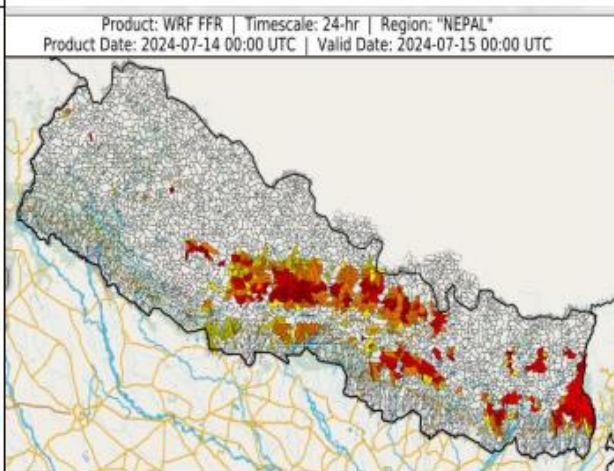 Product: WRF FFR | Timescale: 24-hr | Region: "NEPAL"
Product Date: 2024-07-14 00:00 UTC | Valid Date: 2024-07-15 00:00 UTC